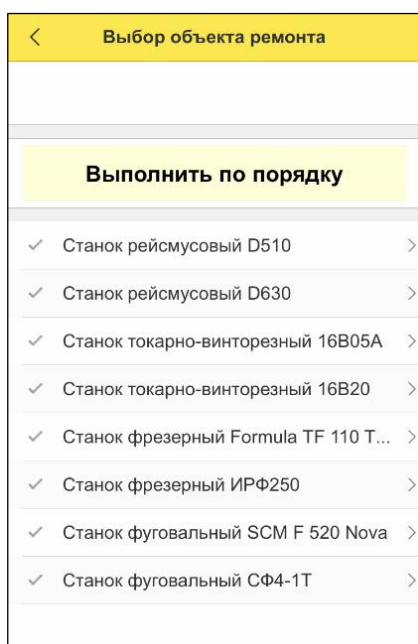 Выбор объекта ремонта
Выполнить по порядку
Станок рейсмусовый D510
Станок рейсмусовый D630
Станок токарно-винторезный 16В05А
Станок токарно-винторезный 16В20
Станок фрезерный Formula TF 110 T...
Станок фрезерный ИРФ250
Станок фуговальный SCM F 520 Nova
Станок фуговальный СФ4-1Т